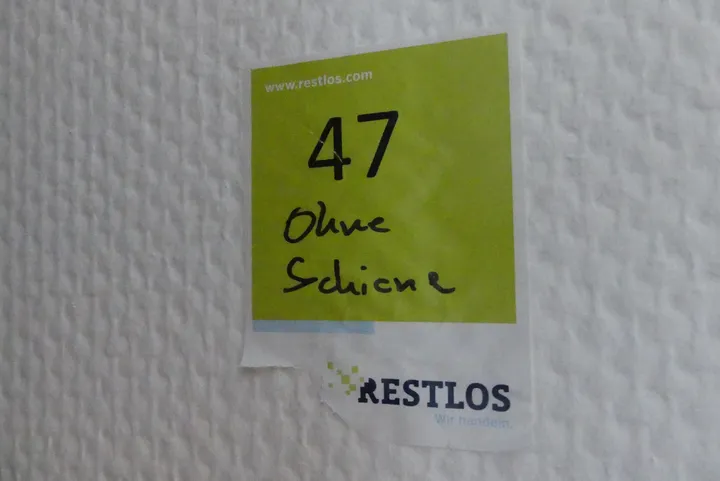 www.restlos.com
47
Ohne
Schiene
RESTLOS
Wir handeln.